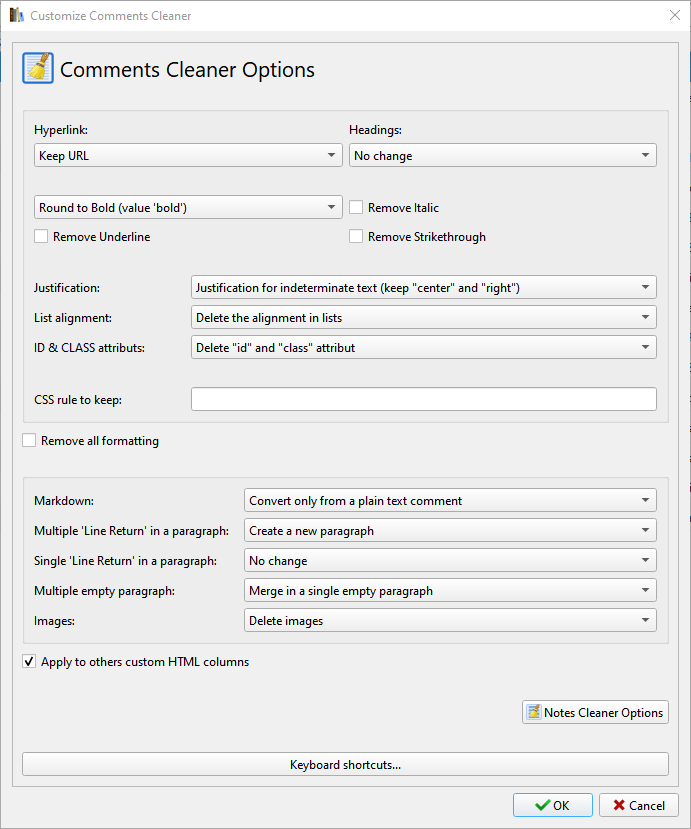 Customize Comments Cleaner
Comments Cleaner Options
Hyperlink: Headings:
Keep URL No change
Round to Bold (value 'bold') Remove Italic
Remove Underline Remove Strikethrough
Justification: Justification for indeterminate text (keep "center" and "right")
List alignment: Delete the alignment in lists
ID & CLASS attributs: Delete "id" and "class" attribut
CSS rule to keep:
Remove all formatting
Markdown: Convert only from a plain text comment
Multiple 'Line Return' in a paragraph: Create a new paragraph
Single 'Line Return' in a paragraph: No change
Multiple empty paragraph: Merge in a single empty paragraph
Images: Delete images
Apply to others custom HTML columns
Notes Cleaner Options
Keyboard shortcuts...
OK Cancel